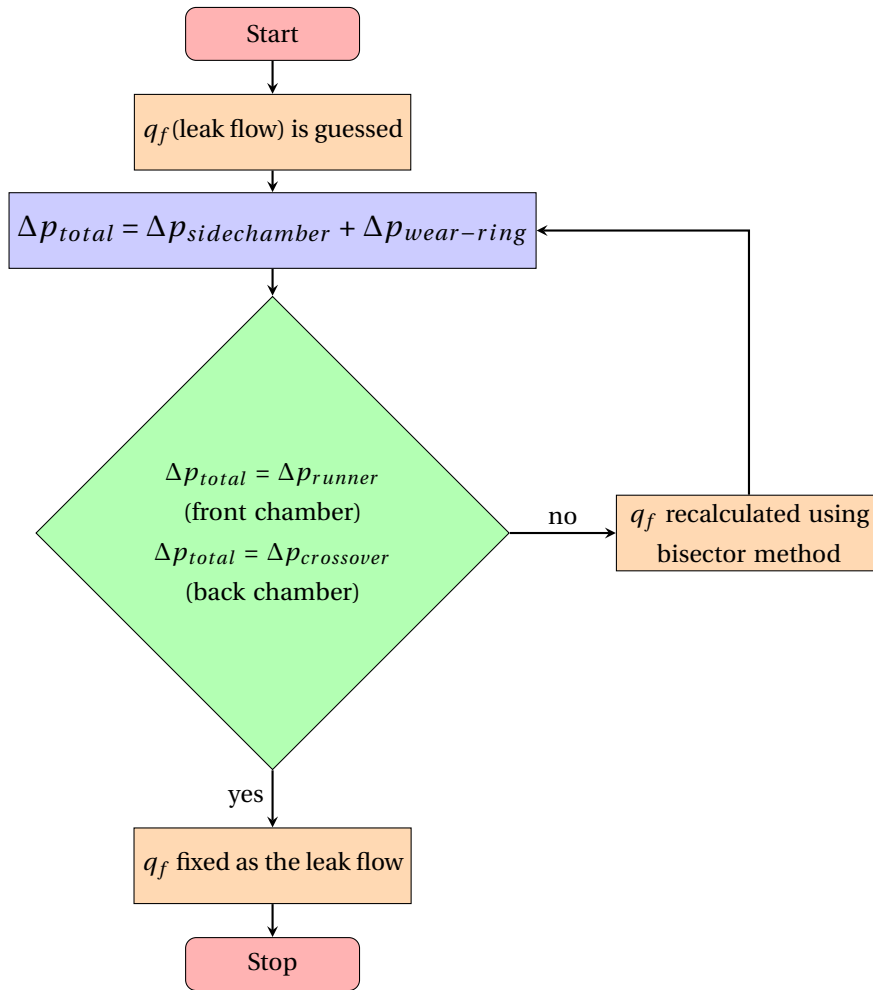 Start
q_f(leak flow) is guessed
Δp_total = Δp_sidechamber + Δp_wear−ring
Δp_total = Δp_runner
(front chamber)
Δp_total = Δp_crossover
(back chamber)
no
q_f recalculated using
bisector method
yes
q_f fixed as the leak flow
Stop